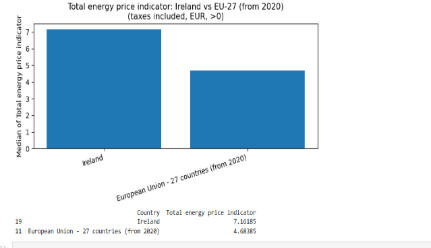 Total energy price indicator: Ireland vs EU-27 (from 2020)
(taxes included, EUR, >0)
Median of Total energy price indicator
7
6
5
4
3
2
1
0
Ireland
European Union - 27 countries (from 2020)
Country Total energy price indicator
19 Ireland 7.16185
11 European Union - 27 countries (from 2020) 4.68385